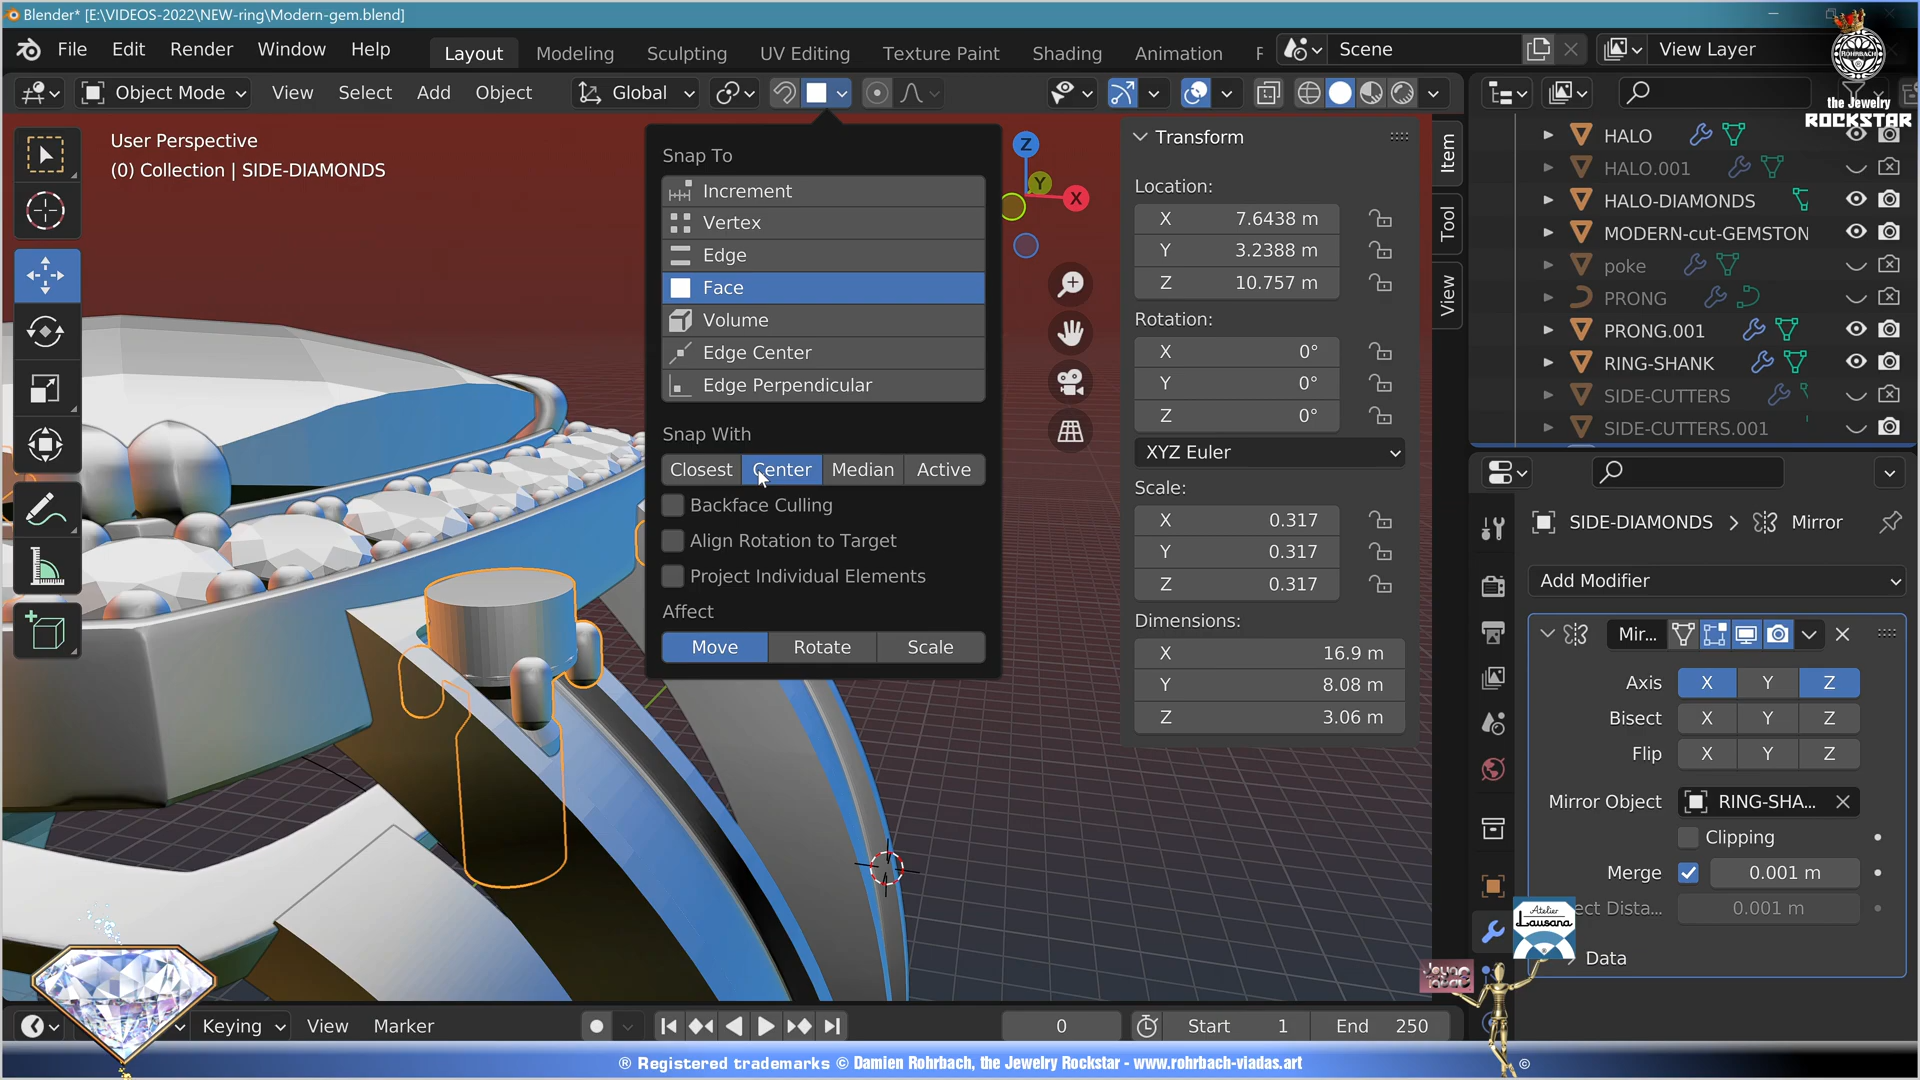 Blender* [E:\VIDEOS-2022\NEW-ring\Modern-gem.blend]
File Edit Render Window Help
Layout Modeling Sculpting UV Editing Texture Paint Shading Animation
Scene
View Layer
Object Mode View Select Add Object Global
the Jewelry
ROCKSTAR
ROHRBACH
User Perspective
(0) Collection | SIDE-DIAMONDS
Snap To
Increment
Vertex
Edge
Face
Volume
Edge Center
Edge Perpendicular
Snap With
Closest Center Median Active
Backface Culling
Align Rotation to Target
Project Individual Elements
Affect
Move Rotate Scale
Z
Y
X
Transform
Location:
X 7.6438 m
Y 3.2388 m
Z 10.757 m
Rotation:
X 0°
Y 0°
Z 0°
XYZ Euler
Scale:
X 0.317
Y 0.317
Z 0.317
Dimensions:
X 16.9 m
Y 8.08 m
Z 3.06 m
Item
Tool
View
HALO
HALO.001
HALO-DIAMONDS
MODERN-cut-GEMSTON
poke
PRONG
PRONG.001
RING-SHANK
SIDE-CUTTERS
SIDE-CUTTERS.001
SIDE-DIAMONDS > Mirror
Add Modifier
Mir...
Axis X Y Z
Bisect X Y Z
Flip X Y Z
Mirror Object RING-SHA...
Clipping
Merge 0.001 m
ect Dista... 0.001 m
Data
Atelier
Lausana
Keying View Marker
0
Start 1
End 250
® Registered trademarks © Damien Rohrbach, the Jewelry Rockstar - www.rohrbach-viadas.art
©